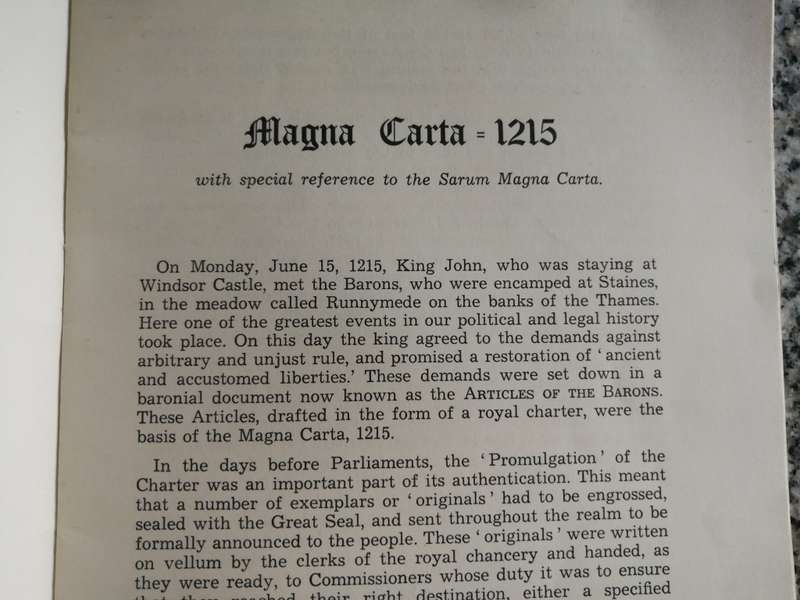 Magna Carta = 1215
with special reference to the Sarum Magna Carta.
On Monday, June 15, 1215, King John, who was staying at
Windsor Castle, met the Barons, who were encamped at Staines,
in the meadow called Runnymede on the banks of the Thames.
Here one of the greatest events in our political and legal history
took place. On this day the king agreed to the demands against
arbitrary and unjust rule, and promised a restoration of ‘ancient
and accustomed liberties.’ These demands were set down in a
baronial document now known as the ARTICLES OF THE BARONS.
These Articles, drafted in the form of a royal charter, were the
basis of the Magna Carta, 1215.
In the days before Parliaments, the ‘Promulgation’ of the
Charter was an important part of its authentication. This meant
that a number of exemplars or ‘originals’ had to be engrossed,
sealed with the Great Seal, and sent throughout the realm to be
formally announced to the people. These ‘originals’ were written
on vellum by the clerks of the royal chancery and handed, as
they were ready, to Commissioners whose duty it was to ensure
that they reached their right destination, either a specified